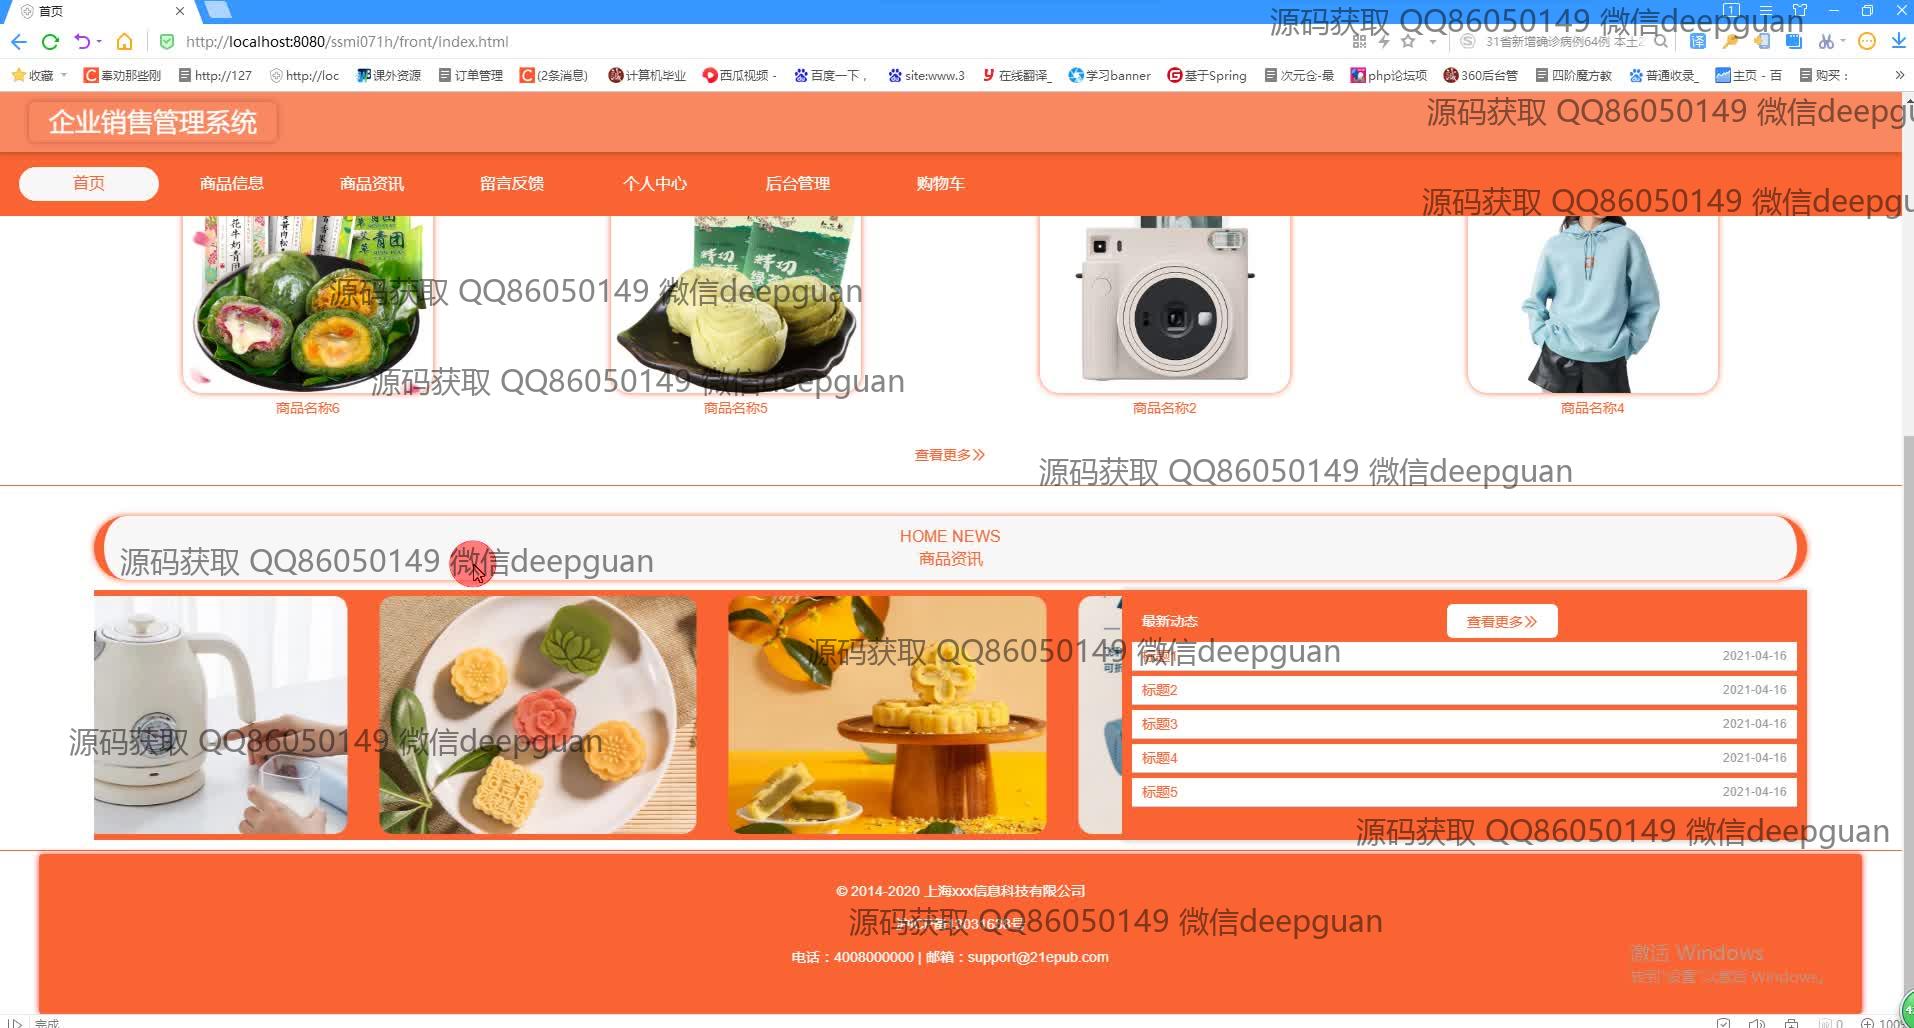 首页
源码获取 QQ86050149 微信deepguan
http://localhost:8080/ssmi071h/front/index.html
31省新增确诊病例64例 本土2
收藏 奉劝那些刚 http://127 http://loc 课外资源 订单管理 (2条消息) 计算机毕业 西瓜视频 - 百度一下， site:www.3 在线翻译_ 学习banner 基于Spring 次元仓-最 php论坛项 360后台管 四阶魔方教 普通收录_ 主页 - 百 购买：
企业销售管理系统
源码获取 QQ86050149 微信deepgu
首页 商品信息 商品资讯 留言反馈 个人中心 后台管理 购物车
源码获取 QQ86050149 微信deepgu
源码获取 QQ86050149 微信deepguan
源码获取 QQ86050149 微信deepguan
商品名称6 商品名称5 商品名称2 商品名称4
查看更多
源码获取 QQ86050149 微信deepguan
HOME NEWS
商品资讯
源码获取 QQ86050149 微信deepguan
最新动态 查看更多
源码获取 QQ86050149 微信deepguan
2021-04-16
标题2 2021-04-16
标题3 2021-04-16
源码获取 QQ86050149 微信deepguan
标题4 2021-04-16
标题5 2021-04-16
源码获取 QQ86050149 微信deepguan
© 2014-2020 上海xxx信息科技有限公司
源码获取 QQ86050149 微信deepguan
电话：4008000000 | 邮箱：support@21epub.com
激活 Windows
转到"设置"以激活 Windows。
完成
0
100%